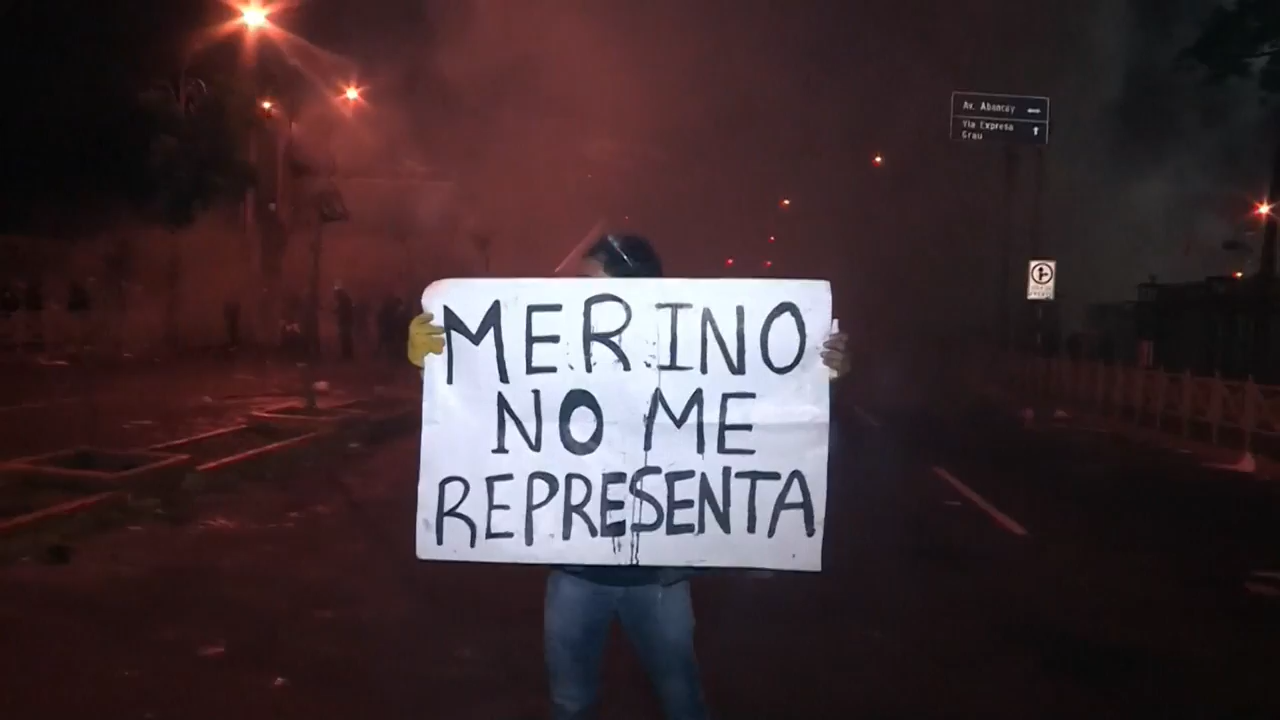 Av. Abancay
Via Expresa
Grau
MERINO
NO ME
REPRESENTA